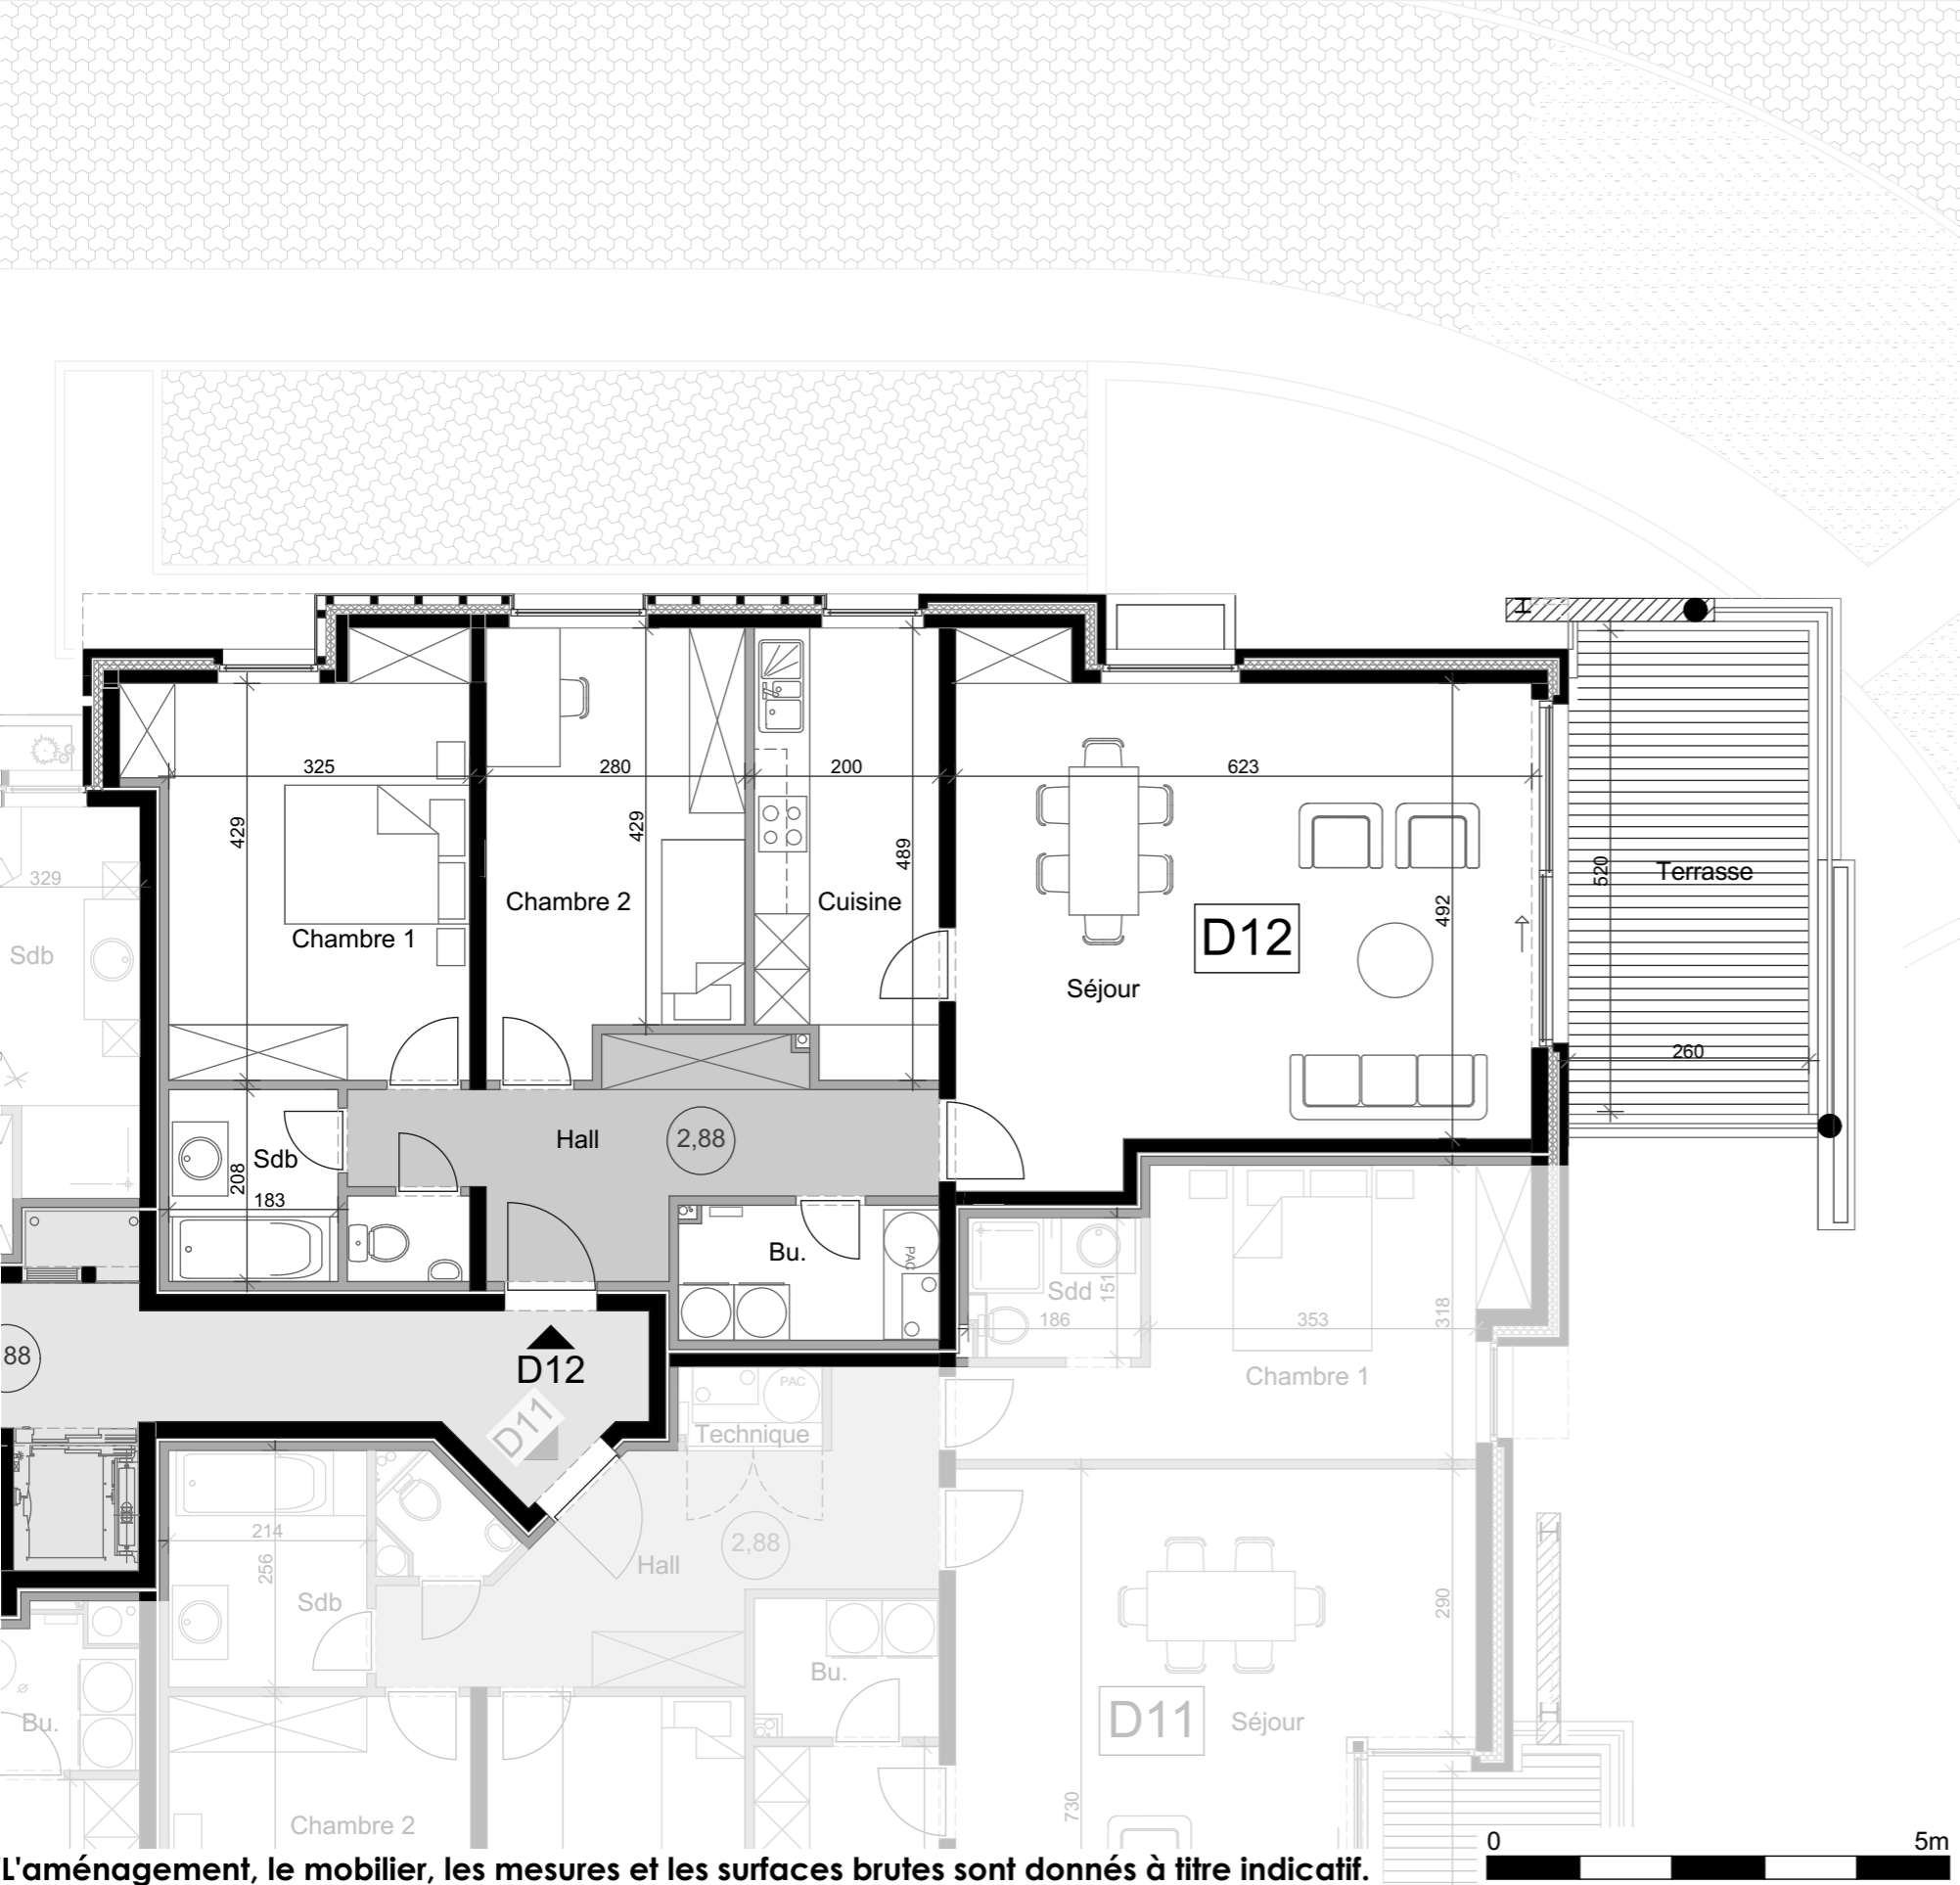 325
280
200
623
429
429
489
492
520
Terrasse
329
Chambre 2
Cuisine
D12
Chambre 1
Sdb
Séjour
260
Hall
2,88
Sdb
208
183
Bu.
PAC
Sdd
151
186
353
318
88
D12
Chambre 1
PAC
D11
Technique
214
256
2,88
Hall
Sdb
290
Bu.
Bu.
D11
Séjour
730
Chambre 2
0 5m
L'aménagement, le mobilier, les mesures et les surfaces brutes sont donnés à titre indicatif.